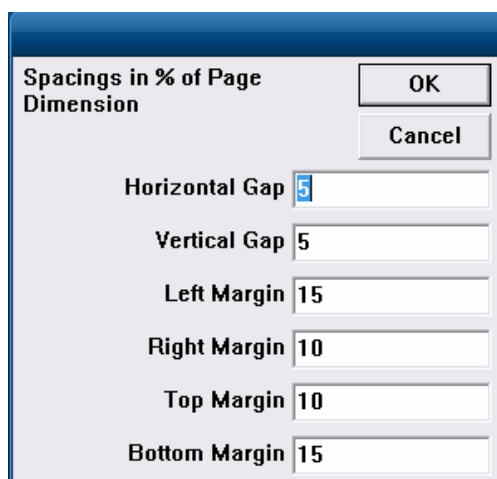 Spacings in % of Page
Dimension
OK
Cancel
Horizontal Gap 5
Vertical Gap 5
Left Margin 15
Right Margin 10
Top Margin 10
Bottom Margin 15